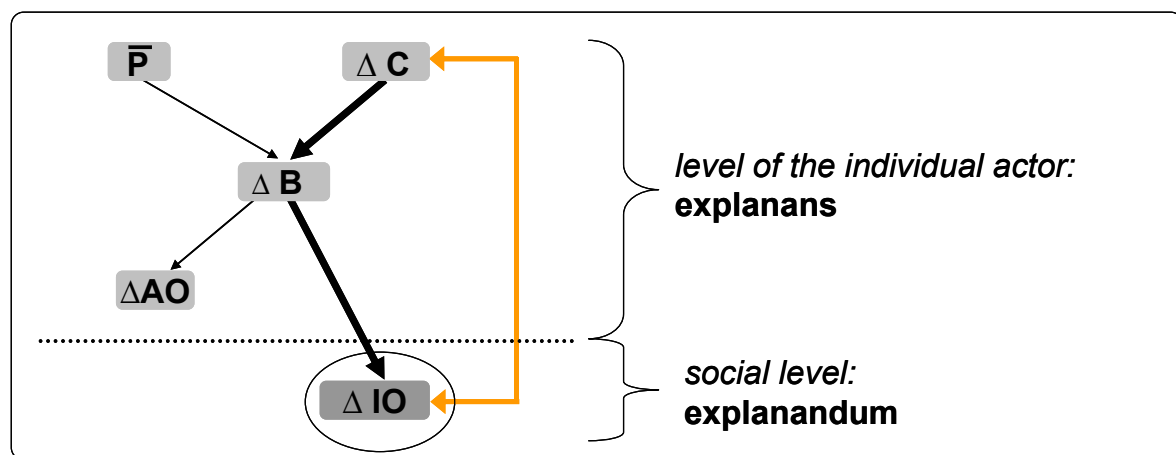 P̅
Δ C
Δ B
ΔAO
Δ IO
level of the individual actor:
explanans
social level:
explanandum